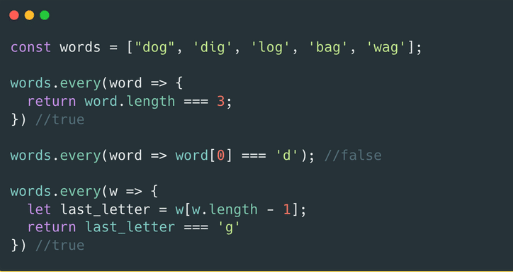 const words = ["dog", 'dig', 'log', 'bag', 'wag'];
words.every(word => {
  return word.length === 3;
}) //true
words.every(word => word[0] === 'd'); //false
words.every(w => {
  let last_letter = w[w.length - 1];
  return last_letter === 'g'
}) //true